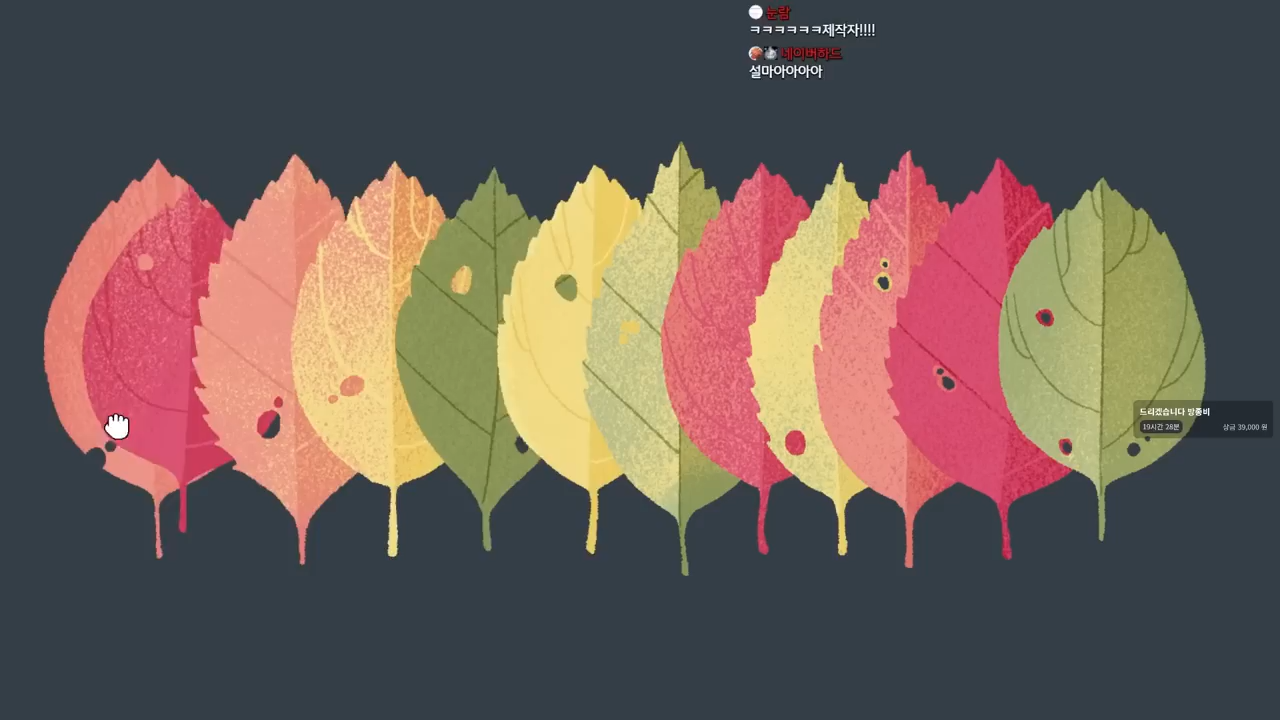 눈람
ㅋㅋㅋㅋㅋㅋ제작자!!!!
네이버하드
설마아아아아
드리겠습니다 방종비
19시간 28분
상금 39,000 원